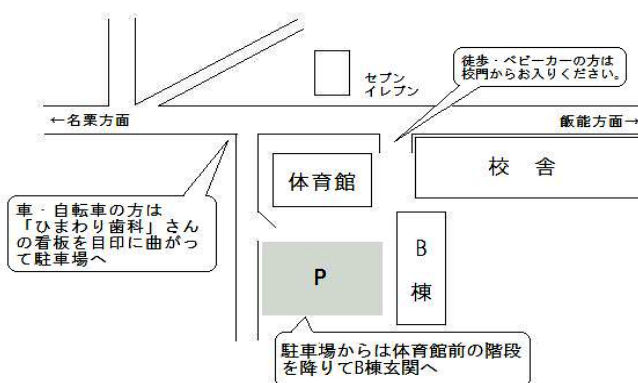 セブン
イレブン
徒歩・ベビーカーの方は
校門からお入りください。
←名栗方面
飯能方面→
体育館
校舎
車・自転車の方は
「ひまわり歯科」さん
の看板を目印に曲がっ
て駐車場へ
P
B
棟
駐車場からは体育館前の階段
を降りてB棟玄関へ